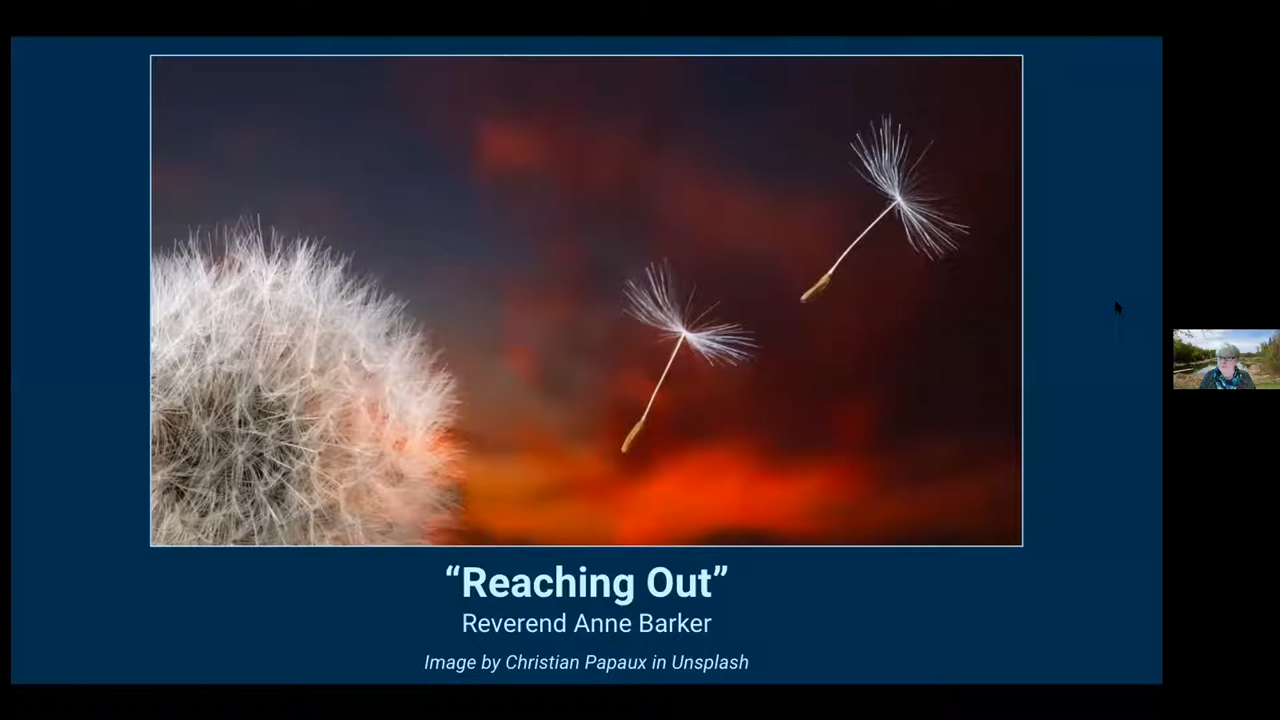 “Reaching Out”
Reverend Anne Barker
Image by Christian Papaux in Unsplash